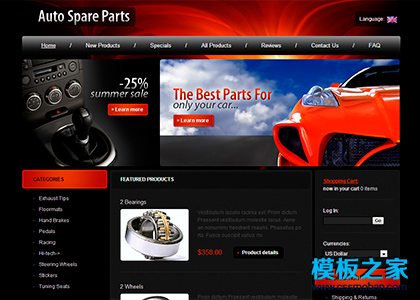 Auto Spare Parts
Language:
Home / New Products / Specials / All Products / Reviews / Contact Us / FAQ
-25%
summer sale
» Learn more
The Best Parts For
only your car...
» Learn more
CATEGORIES
Exhaust Tips
Floormats
Hand Brakes
Pedals
Racing
Hi-tech->
Steering Wheels
Stickers
Tuning Seats
FEATURED PRODUCTS
2 Bearings
$358.00
Product details
2 Wheels
Shopping Cart:
now in your cart 0 items
Log In:
Go
Currencies:
US Dollar
模板之家
Shipping & Returns